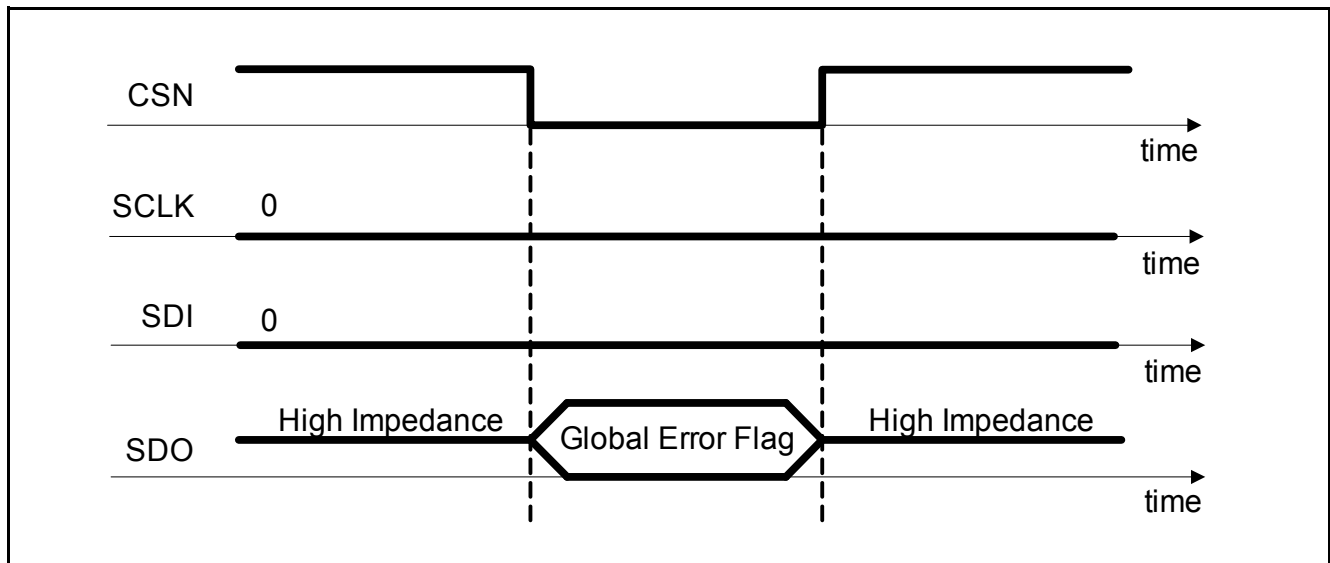 CSN
time
SCLK
0
time
SDI
0
time
SDO
High Impedance
Global Error Flag
High Impedance
time